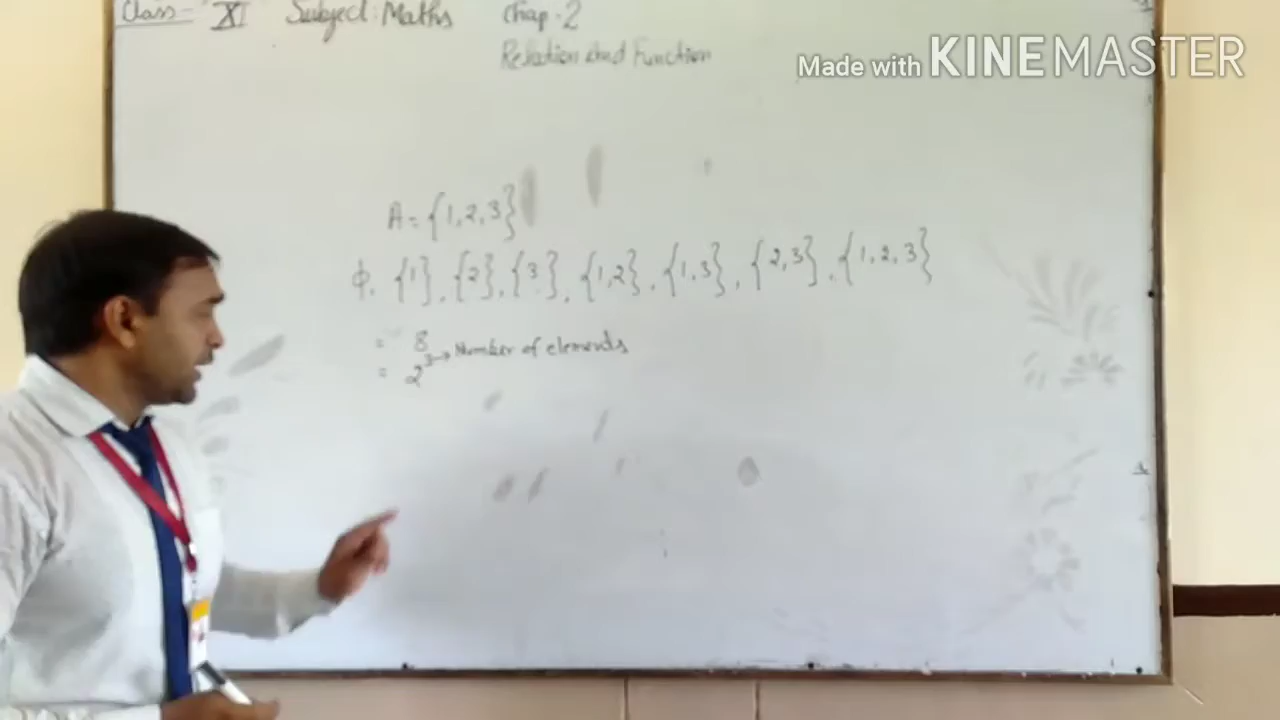 Class - XI Subject: Maths Chap-2
Relation and Function
Made with KINEMASTER
A = {1,2,3}
ϕ, {1}, {2}, {3}, {1,2}, {1,3}, {2,3}, {1,2,3}
= 8
= 2³→ Number of elements